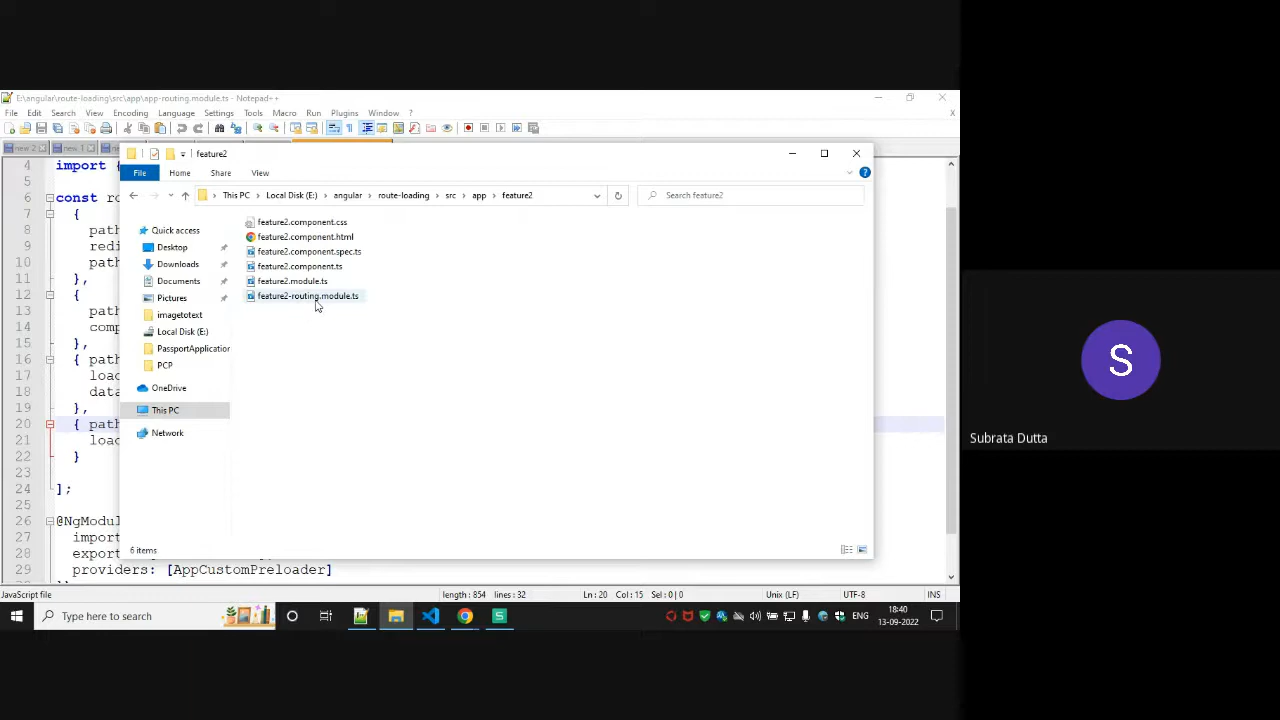 E:\angular\route-loading\src\app\app-routing.module.ts - Notepad++
File Edit Search View Encoding Language Settings Tools Macro Run Plugins Window ? X
new 2 new 1
feature2
File Home Share View
This PC > Local Disk (E:) > angular > route-loading > src > app > feature2
Search feature2
Quick access
Desktop
Downloads
Documents
Pictures
imagetotext
Local Disk (E:)
PassportApplication
PCP
OneDrive
This PC
Network
feature2.component.css
feature2.component.html
feature2.component.spec.ts
feature2.component.ts
feature2.module.ts
feature2-routing.module.ts
6 items
4 import {
5
6 const ro
7 {
8 path
9 redi
10 path
11 },
12 {
13 path
14 comp
15 },
16 { path
17 load
18 data
19 },
20 { path
21 load
22 }
23
24 ];
25
26 @NgModul
27 import
28 export
29 providers: [AppCustomPreloader]
JavaScript file length : 854 lines : 32 Ln : 20 Col : 15 Sel : 0 | 0 Unix (LF) UTF-8 INS
Type here to search
ENG
18:40
13-09-2022
S
Subrata Dutta